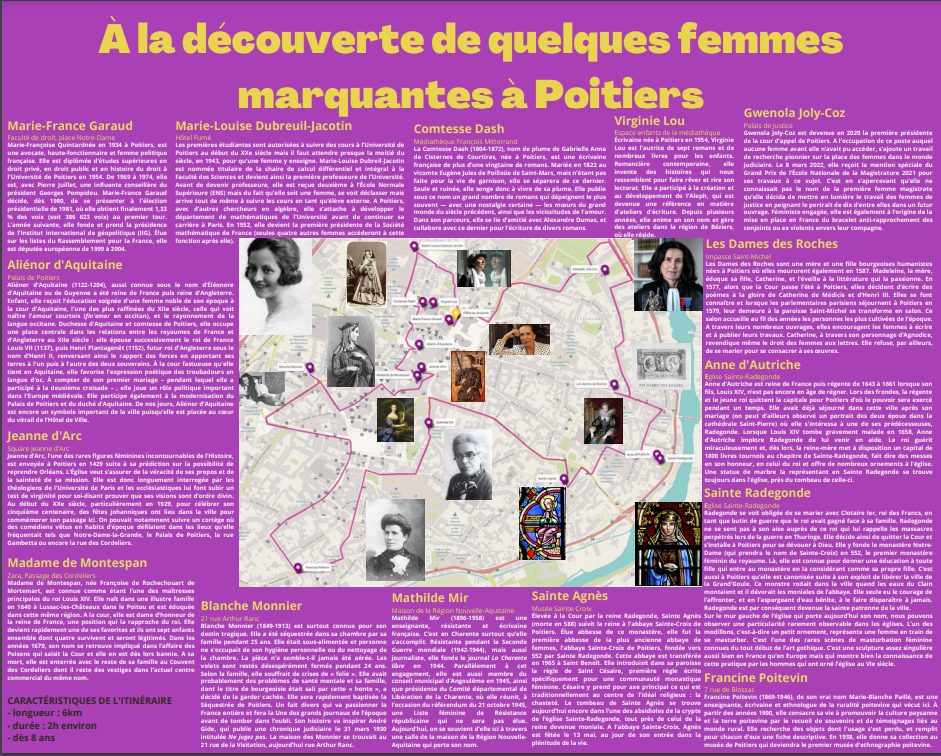 À la découverte de quelques femmes
marquantes à Poitiers
Marie-France Garaud
Faculté de droit, place Notre-Dame
Marie-Françoise Quintardnée en 1934 à Poitiers, est
une avocate, haut-fonctionnaire et femme politique
française. Elle est diplômée d'études supérieures en
droit privé, en droit public et en histoire du droit à
l'Université de Poitiers en 1954. De 1969 à 1974, elle
est, avec Pierre Juillet, une influente conseillère du
président Georges Pompidou. Marie-France Garaud
décide, dès 1980, de se présenter à l'élection
présidentielle de 1981, où elle obtient finalement 1,33
% des voix (soit 386 623 voix) au premier tour.
L'année suivante, elle fonde et prend la présidence
de l'Institut international de géopolitique (IIG). Élue
sur les listes du Rassemblement pour la France, elle
est députée européenne de 1999 à 2004.
Aliénor d'Aquitaine
Palais de Poitiers
Aliénor d'Aquitaine (1122-1204), aussi connue sous le nom d'Éléonore
d'Aquitaine ou de Guyenne a été reine de France puis reine d'Angleterre.
Enfant, elle reçoit l'éducation soignée d'une femme noble de son époque à
la cour d'Aquitaine, l'une des plus raffinées du XIIe siècle, celle qui voit
naître l'amour courtois (fin'amor en occitan), et le rayonnement de la
langue occitane. Duchesse d'Aquitaine et comtesse de Poitiers, elle occupe
une place centrale dans les relations entre les royaumes de France et
d'Angleterre au XIIe siècle : elle épouse successivement le roi de France
Louis VII (1137), puis Henri Plantagenêt (1152), futur roi d'Angleterre sous le
nom d'Henri II, renversant ainsi le rapport des forces en apportant ses
terres à l'un puis à l'autre des deux souverains. À la cour fastueuse qu'elle
tient en Aquitaine, elle favorise l'expression poétique des troubadours en
langue d'oc. À compter de son premier mariage – pendant lequel elle a
participé à la deuxième croisade – , elle joue un rôle politique important
dans l'Europe médiévale. Elle participe également à la modernisation du
Palais de Poitiers et du duché d'Aquitaine. De nos jours, Aliénor d'Aquitaine
est encore un symbole important de la ville puisqu'elle est placée au cœur
du vitrail de l'Hôtel de Ville.
Jeanne d'Arc
Square Jeanne d'Arc
Jeanne d'Arc, l'une des rares figures féminines incontournables de l'Histoire,
est envoyée à Poitiers en 1429 suite à sa prédiction sur la possibilité de
reprendre Orléans. L'Église veut s'assurer de la véracité de ses propos et de
la sainteté de sa mission. Elle est donc longuement interrogée par les
théologiens de l'Université de Paris et les ecclésiastiques lui font subir un
test de virginité pour soi-disant prouver que ses visions sont d'ordre divin.
Au début du XXe siècle, particulièrement en 1929, pour célébrer son
cinquième centenaire, des fêtes johanniques ont lieu dans la ville pour
commémorer son passage ici. On pouvait notamment suivre un cortège où
des comédiens vêtus en habits d'époque défilaient dans les lieux qu'elle
fréquentait tels que Notre-Dame-la-Grande, le Palais de Poitiers, la rue
Gambetta ou encore la rue des Cordeliers.
Madame de Montespan
Zara, Passage des Cordeliers
Madame de Montespan, née Françoise de Rochechouart de
Mortemart, est connue comme étant l'une des maîtresses
principales du roi Louis XIV. Elle naît dans une illustre famille
en 1640 à Lussac-les-Châteaux dans le Poitou et est éduquée
dans cette même région. A la cour, elle est dame d'honneur de
la reine de France, une position qui la rapproche du roi. Elle
devient rapidement une de ses favorites et ils ont sept enfants
ensemble dont quatre survivent et seront légitimés. Dans les
années 1670, son nom se retrouve impliqué dans l'affaire des
Poisons qui salit la Cour et elle en est dès lors bannie. A sa
mort, elle est enterrée avec le reste de sa famille au Couvent
des Cordeliers dont il reste des vestiges dans l'actuel centre
commercial du même nom.
CARACTÉRISTIQUES DE L'ITINÉRAIRE
- longueur : 6km
- durée : 2h environ
- dès 8 ans
Marie-Louise Dubreuil-Jacotin
Hôtel Fumé
Les premières étudiantes sont autorisées à suivre des cours à l'Université de
Poitiers au début du XXe siècle mais il faut attendre presque la moitié du
siècle, en 1943, pour qu'une femme y enseigne. Marie-Louise Dubreil-Jacotin
est nommée titulaire de la chaire de calcul différentiel et intégral à la
Faculté des Sciences et devient ainsi la première professeure de l'Université.
Avant de devenir professeure, elle est reçue deuxième à l'École Normale
Supérieure (ENS) mais du fait qu'elle soit une femme, se voit déclasser mais
arrive tout de même à suivre les cours en tant qu'élève externe. A Poitiers,
avec d'autres chercheurs en algèbre, elle s'attache à développer le
département de mathématiques de l'Université avant de continuer sa
carrière à Paris. En 1952, elle devient la première présidente de la Société
mathématique de France (seules quatre autres femmes accéderont à cette
fonction après elle).
Comtesse Dash
Médiathèque François Mitterrand
La Comtesse Dash (1804-1872), nom de plume de Gabrielle Anna
de Cisternes de Courtiras, née à Poitiers, est une écrivaine
française de plus d'une trentaine de romans. Mariée en 1822 au
vicomte Eugène Jules de Poilloüe de Saint-Mars, mais n'étant pas
faite pour la vie de garnison, elle se séparera de ce dernier.
Seule et ruinée, elle songe donc à vivre de sa plume. Elle publie
sous ce nom un grand nombre de romans qui dépeignent le plus
souvent — avec une nostalgie certaine — les mœurs du grand
monde du siècle précédent, ainsi que les vicissitudes de l'amour.
Dans son parcours, elle se lie d'amitié avec Alexandre Dumas, et
collabore avec ce dernier pour l'écriture de divers romans.
Virginie Lou
Espace enfants de la médiathèque
Écrivaine née à Poitiers en 1954, Virginie
Lou est l'autrice de sept romans et de
nombreux livres pour les enfants.
Romancière contemporaine, elle
invente des histoires qui nous
ressemblent pour faire rêver et rire son
lectorat. Elle a participé à la création et
au développement de l'Aleph, qui est
devenue une référence en matière
d'ateliers d'écriture. Depuis plusieurs
années, elle anime en son nom et gère
des ateliers dans la région de Béziers,
où elle réside.
Gwenola Joly-Coz
Palais de justice
Gwenola Joly-Coz est devenue en 2020 la première présidente
de la cour d'appel de Poitiers. A l'occupation de ce poste auquel
aucune femme avant elle n'avait pu accéder, s'ajoute un travail
de recherche pionnier sur la place des femmes dans le monde
judiciaire. Le 8 mars 2022, elle reçoit la mention spéciale du
Grand Prix de l'École Nationale de la Magistrature 2021 pour
ses travaux à ce sujet. C'est en s'apercevant qu'elle ne
connaissait pas le nom de la première femme magistrate
qu'elle décida de mettre en lumière le travail des femmes de
justice en peignant le portrait de dix d'entre elles dans un futur
ouvrage. Féministe engagée, elle est également à l'origine de la
mise en place en France du bracelet anti-rapprochement des
conjoints ou ex violents envers leur compagne.
Les Dames des Roches
Impasse Saint-Michel
Les Dames des Roches sont une mère et une fille bourgeoises humanistes
nées à Poitiers où elles moururent également en 1587. Madeleine, la mère,
éduque sa fille, Catherine, et l'éveille à la littérature qui la passionne. En
1577, alors que la Cour passe l'été à Poitiers, elles décident d'écrire des
poèmes à la gloire de Catherine de Médicis et d'Henri III. Elles se font
connaître et lorsque les parlementaires parisiens séjournent à Poitiers en
1579, leur demeure à la paroisse Saint-Michel se transforme en salon. Ce
salon accueille au fil des années les personnes les plus cultivées de l'époque.
A travers leurs nombreux ouvrages, elles encouragent les femmes à écrire
et à publier leurs travaux. Catherine, à travers son personnage d'Agnodice,
revendique même le droit des femmes aux lettres. Elle refuse, par ailleurs,
de se marier pour se consacrer à ses œuvres.
Anne d'Autriche
Église Sainte-Radegonde
Anne d'Autriche est reine de France puis régente de 1643 à 1661 lorsque son
fils, Louis XIV, n'est pas encore en âge de régner. Lors des frondes, la régente
et le jeune roi quittent la capitale pour Poitiers d'où le pouvoir sera exercé
pendant un temps. Elle avait déjà séjourné dans cette ville après son
mariage (on peut d'ailleurs observer un portrait des deux époux dans la
cathédrale Saint-Pierre) où elle s'intéressa à une de ses prédécesseuses,
Radegonde. Lorsque Louis XIV tombe gravement malade en 1658, Anne
d'Autriche implore Radegonde de lui venir en aide. Le roi guérit
miraculeusement et, dès lors, la reine-mère met à disposition un capital de
1800 livres tournois au chapitre de Sainte-Radegonde, fait dire des messes
en son honneur, en celui du roi et offre de nombreux ornements à l'église.
Une statue de marbre la représentant en Sainte Radegonde se trouve
toujours dans l'église, près du tombeau de celle-ci.
Sainte Radegonde
Église Sainte-Radegonde
Radegonde se voit obligée de se marier avec Clotaire Ier, roi des Francs, en
tant que butin de guerre que le roi avait gagné face à sa famille. Radegonde
ne se sent pas à son aise auprès de ce roi qui lui rappelle les massacres
perpétrés lors de la guerre en Thuringe. Elle décide ainsi de quitter la Cour et
s'installe à Poitiers pour se dévouer à Dieu. Elle y fonde le monastère Notre-
Dame (qui prendra le nom de Sainte-Croix) en 552, le premier monastère
féminin du royaume. Là, elle est connue pour donner une éducation à toute
fille qui entre au monastère en la considérant comme sa propre fille. C'est
aussi à Poitiers qu'elle est canonisée suite à son exploit de libérer la ville de
la Grand'Goule. Ce monstre rodait dans la ville quand les eaux du Clain
montaient et il dévorait les moniales de l'abbaye. Elle seule eu le courage de
l'affronter, et en l'aspergeant d'eau bénite, à le faire disparaître à jamais.
Radegonde est par conséquent devenue la sainte patronne de la ville.
Sur le mur gauche de l'église qui porte aujourd'hui son nom, nous pouvons
observer une particularité rarement observable dans les églises. L'un des
modillons, c'est-à-dire un petit ornement, représente une femme en train de
se masturber. C'est l'une des rares scènes de masturbation féminine
connues du tout début de l'art gothique. C'est une sculpture assez singulière
aussi bien en France qu'en Europe mais qui montre bien la connaissance de
cette pratique par les hommes qui ont orné l'église au VIe siècle.
Francine Poitevin
7 rue de Blossac
Francine Poitevin (1869-1946), de son vrai nom Marie-Blanche Paillé, est une
enseignante, écrivaine et ethnologue de la ruralité poitevine qui vécut ici. A
partir des années 1890, elle consacre sa vie à promouvoir la culture paysanne
et la terre poitevine par le recueil de souvenirs et de témoignages liés au
monde rural. Elle recherche des objets dont l'usage s'est perdu, et remplit
pour chacun d'eux une fiche descriptive. En 1938, elle donne sa collection au
musée de Poitiers qui deviendra le premier musée d'ethnographie poitevine.
Blanche Monnier
21 rue Arthur Ranc
Blanche Monnier (1849-1913) est surtout connue pour son
destin tragique. Elle a été séquestrée dans sa chambre par sa
famille pendant 25 ans. Elle était sous-alimentée et personne
ne s'occupait de son hygiène personnelle ou du nettoyage de
sa chambre. La pièce n'a semble-t-il jamais été aérée. Les
volets sont restés désespérément fermés pendant 24 ans.
Selon la famille, elle souffrait de crises de « folie ». Elle avait
probablement des problèmes de santé mentale et sa famille,
dont le titre de bourgeoisie était sali par cette « honte », a
décidé de la garder cachée. Elle sera rapidement baptisée la
Séquestrée de Poitiers. Un fait divers qui va passionner la
France entière et fera la Une des grands journaux de l'époque
avant de tomber dans l'oubli. Son histoire va inspirer André
Gide, qui publie une chronique judiciaire le 31 mars 1930
intitulée Ne jugez pas. La maison des Monnier se trouvait au
21 rue de la Visitation, aujourd'hui rue Arthur Ranc.
Mathilde Mir
Maison de la Région Nouvelle-Aquitaine
Mathilde Mir (1896-1958) est une
enseignante, résistante et écrivaine
française. C'est en Charente surtout qu'elle
s'accomplit. Résistante pendant la Seconde
Guerre mondiale (1942-1944), mais aussi
journaliste, elle fonde le journal La Charente
libre en 1944. Parallèlement à cet
engagement, elle est aussi membre du
conseil municipal d'Angoulême en 1945, ainsi
que présidente du Comité départemental de
Libération de la Charente, où elle réunit, à
l'occasion du référendum du 21 octobre 1945,
une Liste féminine de Résistance
républicaine qui ne sera pas élue.
Aujourd'hui, on se souvient d'elle ici à travers
une salle de la maison de la Région Nouvelle-
Aquitaine qui porte son nom.
Sainte Agnès
Musée Sainte-Croix
Élevée à la Cour par la reine Radegonde, Sainte Agnès
(morte en 588) suivit la reine à l'abbaye Sainte-Croix de
Poitiers. Élue abbesse de ce monastère, elle fut la
première abbesse de la plus ancienne abbaye de
femmes, l'abbaye Sainte-Croix de Poitiers, fondée vers
552 par Sainte Radegonde. Cette abbaye est transférée
en 1965 à Saint Benoît. Elle introduisit dans sa paroisse
la règle de Saint Césaire, première règle écrite
spécifiquement pour une communauté monastique
féminine. Césaire y prend pour axe principal ce qui est
traditionnellement au centre de l'idéal religieux : la
chasteté. Le tombeau de Sainte Agnès se trouve
aujourd'hui encore dans l'une des absidioles de la crypte
de l'église Sainte-Radegonde, tout près de celui de la
reine devenue abbesse. A l'abbaye Sainte-Croix, Agnès
est fêtée le 13 mai, au jour de son entrée dans la
plénitude de la vie.